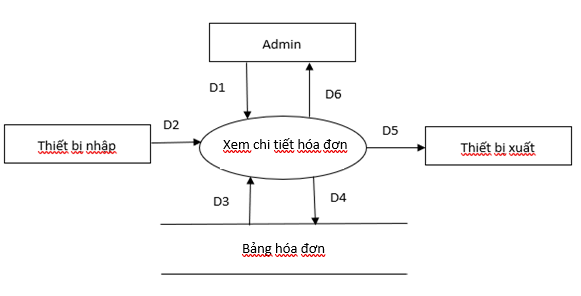 Admin
D1
D6
D2
D5
Thiết bị nhập
Xem chi tiết hóa đơn
Thiết bị xuất
D3
D4
Bảng hóa đơn